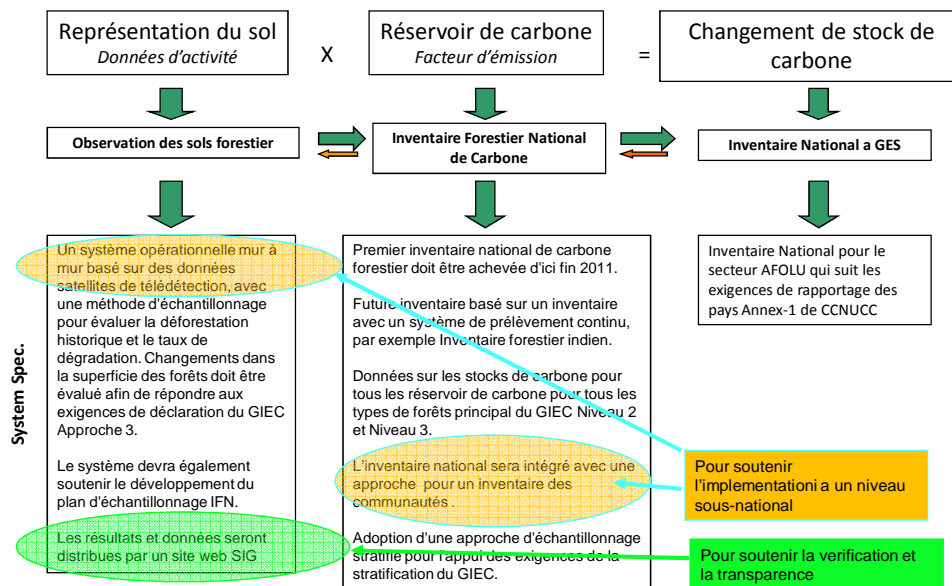 Représentation du sol
Données d'activité
X
Réservoir de carbone
Facteur d'émission
=
Changement de stock de
carbone
Observation des sols forestier
Inventaire Forestier National
de Carbone
Inventaire National a GES
System Spec.
Un système opérationnelle mur à
mur basé sur des données
satellites de télédétection, avec
une méthode d'échantillonnage
pour évaluer la déforestation
historique et le taux de
dégradation. Changements dans
la superficie des forêts doit être
évalué afin de répondre aux
exigences de déclaration du GIEC
Approche 3.
Le système devra également
soutenir le développement du
plan d'échantillonnage IFN.
Les résultats et données seront
distribues par un site web SIG
Premier inventaire national de carbone
forestier doit être achevée d'ici fin 2011.
Future inventaire basé sur un inventaire
avec un système de prélèvement continu,
par exemple Inventaire forestier indien.
Données sur les stocks de carbone pour
tous les réservoir de carbone pour tous les
types de forêts principal du GIEC Niveau 2
et Niveau 3.
L'inventaire national sera intégré avec une
approche pour un inventaire des
communautés .
Adoption d'une approche d'échantillonnage
stratifié pour l'appui des exigences de la
stratification du GIEC.
Inventaire National pour le
secteur AFOLU qui suit les
exigences de rapportage des
pays Annex-1 de CCNUCC
Pour soutenir
l'implementationi a un niveau
sous-national
Pour soutenir la verification et
la transparence